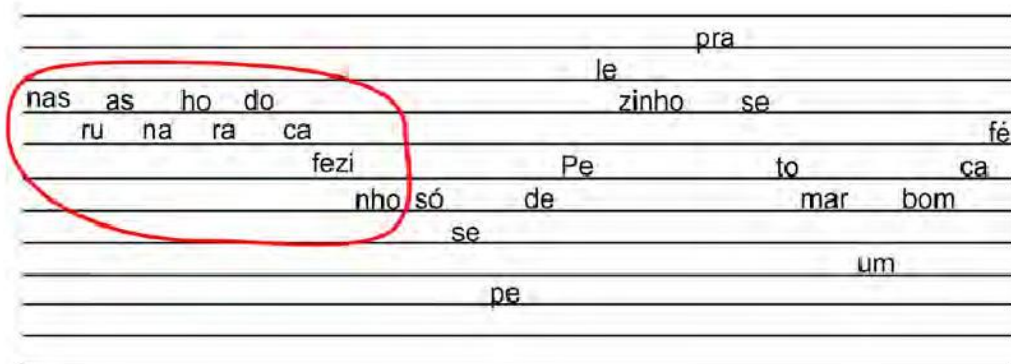 pra
le
nas as ho do zinho se
ru na ra ca fé
fezi Pe to ca
nho só de mar bom
se
um
pe